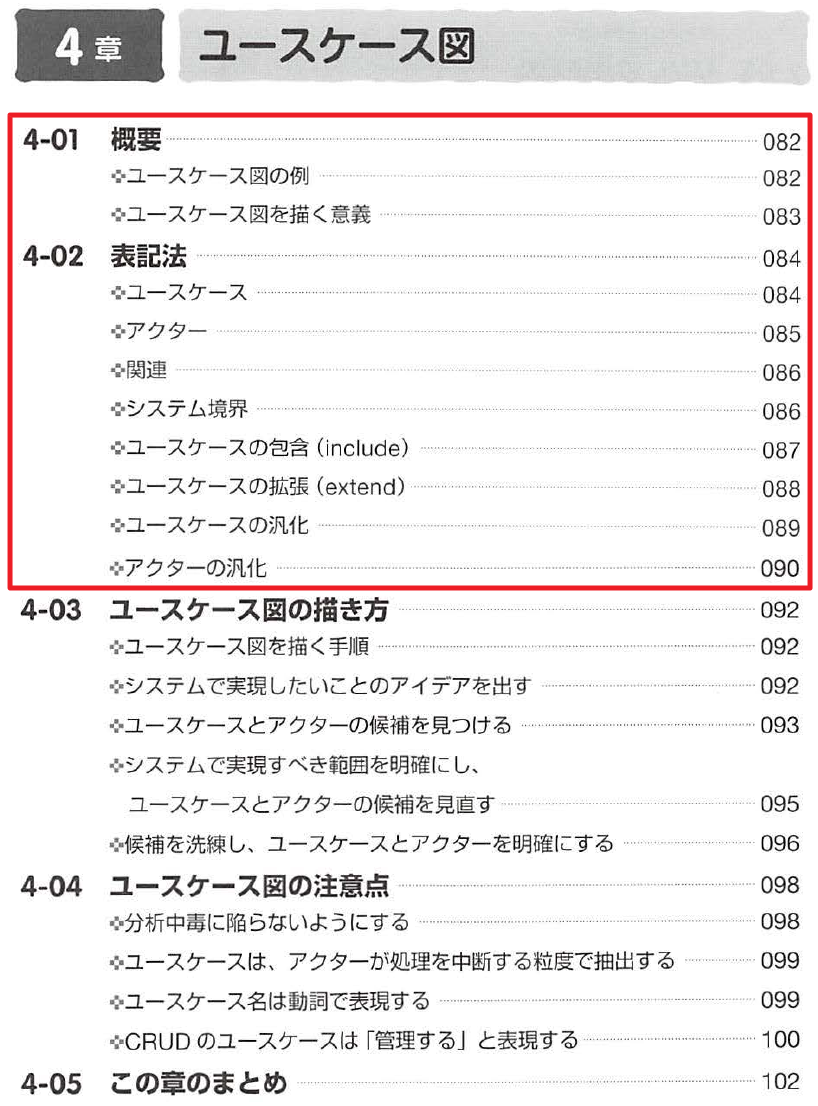 4章 ユースケース図
4-01 概要 082
❖ユースケース図の例 082
❖ユースケース図を描く意義 083
4-02 表記法 084
❖ユースケース 084
❖アクター 085
❖関連 086
❖システム境界 086
❖ユースケースの包含(include) 087
❖ユースケースの拡張(extend) 088
❖ユースケースの汎化 089
❖アクターの汎化 090
4-03 ユースケース図の描き方 092
❖ユースケース図を描く手順 092
❖システムで実現したいことのアイデアを出す 092
❖ユースケースとアクターの候補を見つける 093
❖システムで実現すべき範囲を明確にし、
ユースケースとアクターの候補を見直す 095
❖候補を洗練し、ユースケースとアクターを明確にする 096
4-04 ユースケース図の注意点 098
❖分析中毒に陥らないようにする 098
❖ユースケースは、アクターが処理を中断する粒度で抽出する 099
❖ユースケース名は動詞で表現する 099
❖CRUDのユースケースは「管理する」と表現する 100
4-05 この章のまとめ 102